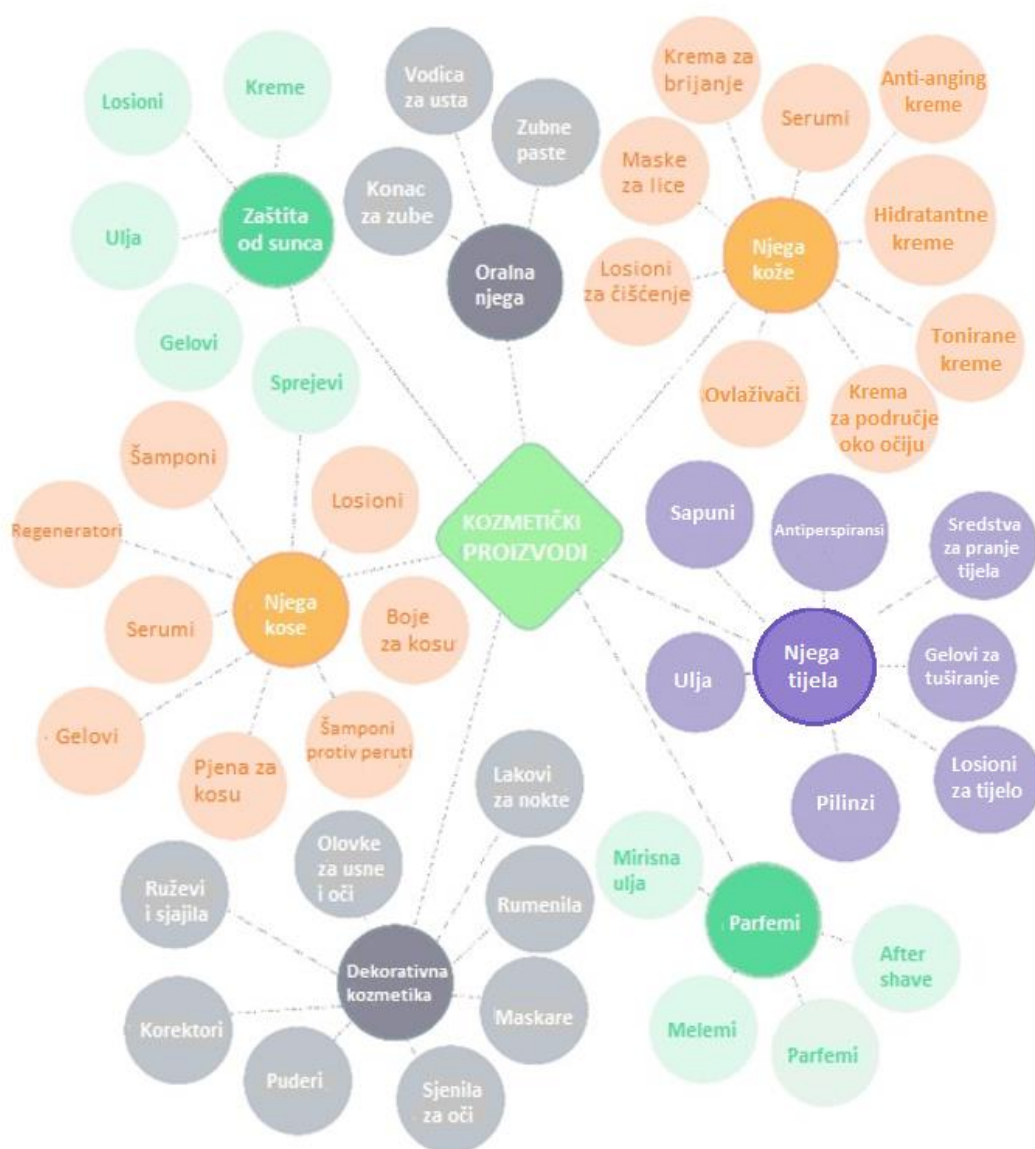 Losioni
Kreme
Ulja
Zaštita
od sunca
Gelovi
Sprejevi
Vodica
za usta
Zubne
paste
Konac
za zube
Oralna
njega
Krema za
brijanje
Serumi
Anti-anging
kreme
Maske
za lice
Hidratantne
kreme
Njega
kože
Losioni
za čišćenje
Tonirane
kreme
Ovlaživači
Krema
za područje
oko očiju
KOZMETIČKI
PROIZVODI
Šamponi
Losioni
Regeneratori
Njega
kose
Serumi
Boje
za kosu
Gelovi
Pjena za
kosu
Šamponi
protiv peruti
Sapuni
Antiperspiransi
Sredstva
za pranje
tijela
Njega
tijela
Ulja
Gelovi za
tuširanje
Pilinzi
Losioni
za tijelo
Lakovi
za nokte
Olovke
za usne
i oči
Ruževi
i sjajila
Rumenila
Dekorativna
kozmetika
Korektori
Maskare
Puderi
Sjenila
za oči
Mirisna
ulja
Parfemi
After
shave
Melemi
Parfemi